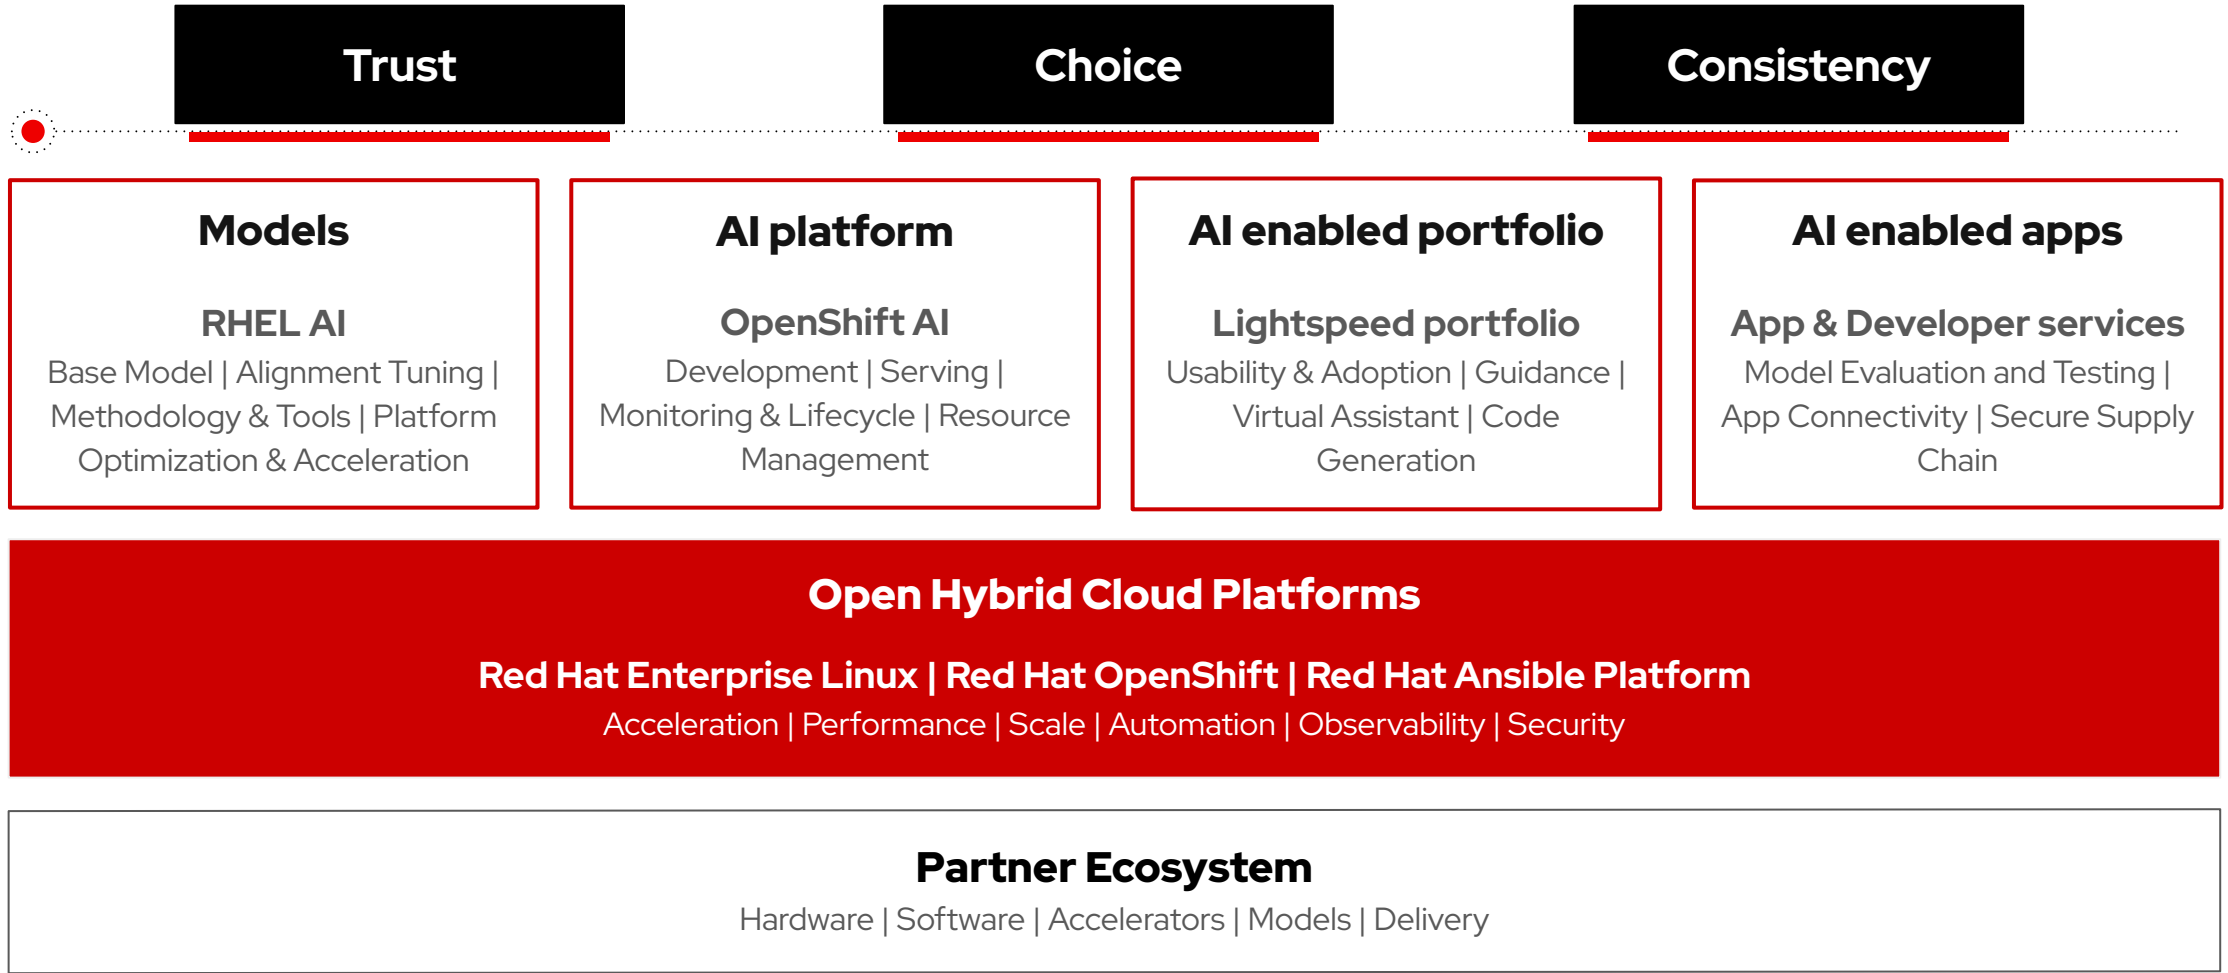 Trust
Choice
Consistency
Models
RHEL AI
Base Model | Alignment Tuning |
Methodology & Tools | Platform
Optimization & Acceleration
AI platform
OpenShift AI
Development | Serving |
Monitoring & Lifecycle | Resource
Management
AI enabled portfolio
Lightspeed portfolio
Usability & Adoption | Guidance |
Virtual Assistant | Code
Generation
AI enabled apps
App & Developer services
Model Evaluation and Testing |
App Connectivity | Secure Supply
Chain
Open Hybrid Cloud Platforms
Red Hat Enterprise Linux | Red Hat OpenShift | Red Hat Ansible Platform
Acceleration | Performance | Scale | Automation | Observability | Security
Partner Ecosystem
Hardware | Software | Accelerators | Models | Delivery